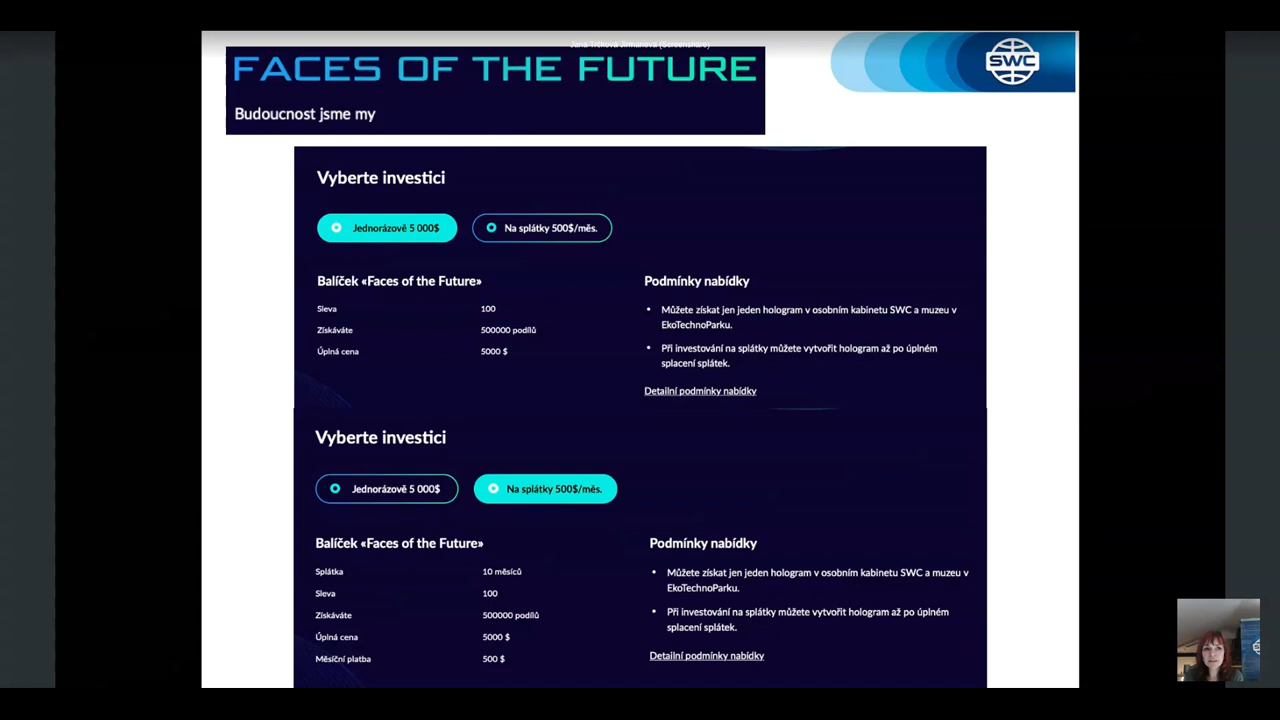 Jana Trčková Jirmanová (Screenshare)
FACES OF THE FUTURE
SWC
Budoucnost jsme my
Vyberte investici
Jednorázově 5 000$
Na splátky 500$/měs.
Balíček «Faces of the Future»
Sleva 100
Získáváte 500000 podílů
Úplná cena 5000 $
Podmínky nabídky
• Můžete získat jen jeden hologram v osobním kabinetu SWC a muzeu v
EkoTechnoParku.
• Při investování na splátky můžete vytvořit hologram až po úplném
splacení splátek.
Detailní podmínky nabídky
Vyberte investici
Jednorázově 5 000$
Na splátky 500$/měs.
Balíček «Faces of the Future»
Splátka 10 měsíců
Sleva 100
Získáváte 500000 podílů
Úplná cena 5000 $
Měsíční platba 500 $
Podmínky nabídky
• Můžete získat jen jeden hologram v osobním kabinetu SWC a muzeu v
EkoTechnoParku.
• Při investování na splátky můžete vytvořit hologram až po úplném
splacení splátek.
Detailní podmínky nabídky